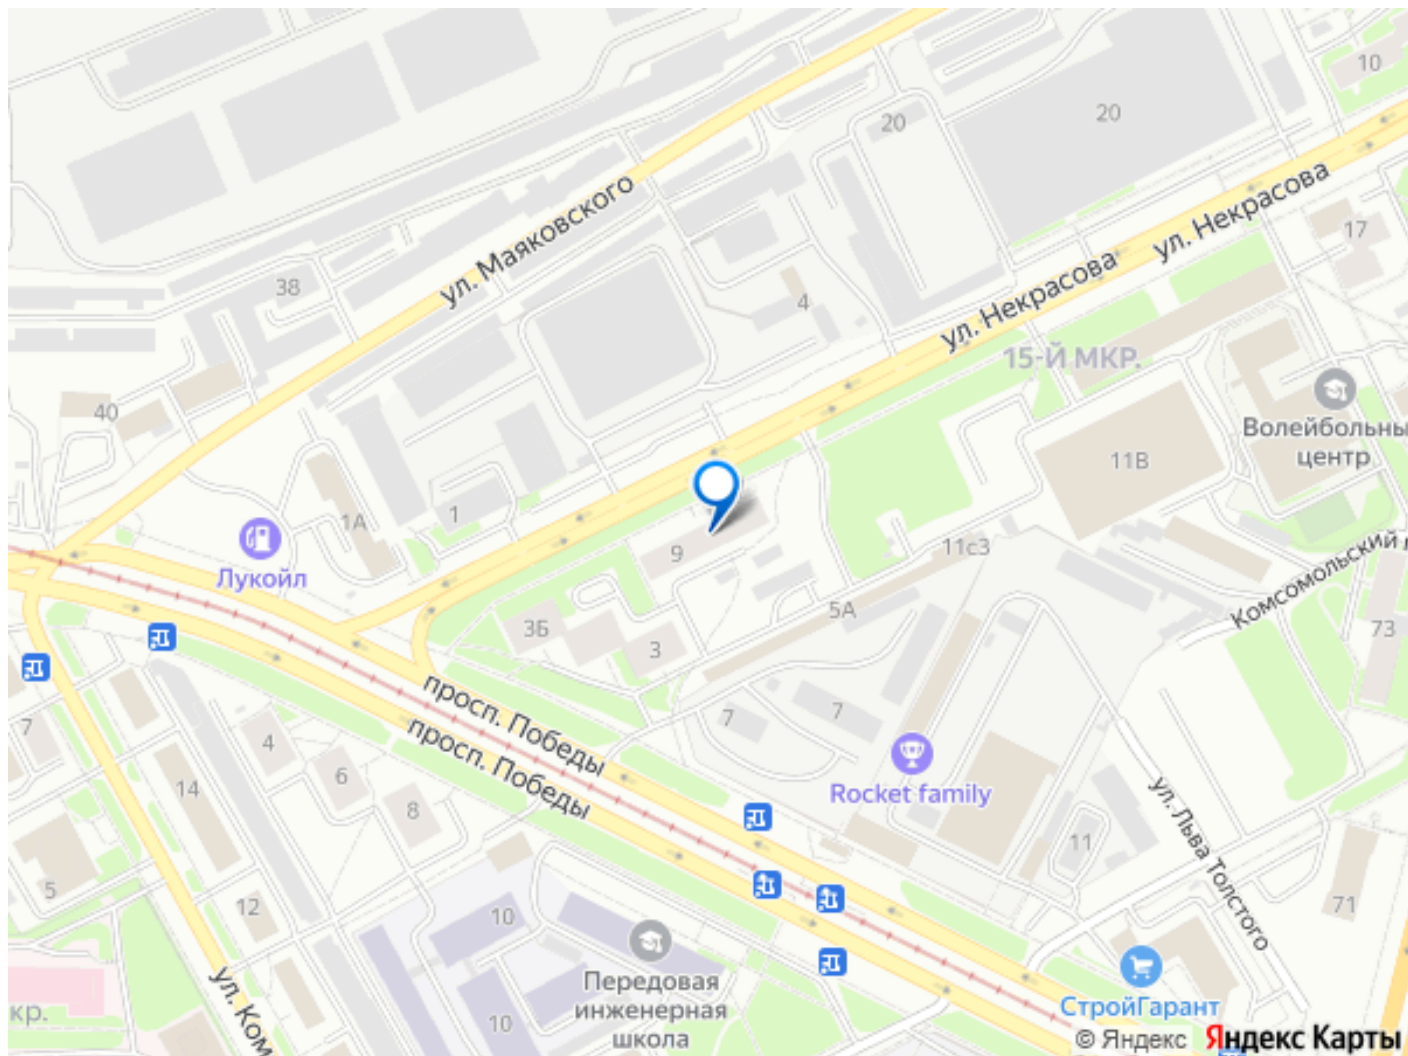 10
20
20
ул. Некрасова
17
ул. Маяковского
38
4
ул. Некрасова
15-Й МКР.
40
Волейбольны
центр
11В
1
1А
9
11с3
Комсомольский
Лукойл
5А
3Б
3
73
7
просп. Победы
7
7
4
просп. Победы
6
14
8
Rocket family
ул. Льва Толстого
11
5
12
10
71
Передовая
инженерная
школа
СтройГарант
кр.
ул. Ком
10
© Яндекс Яндекс Карты